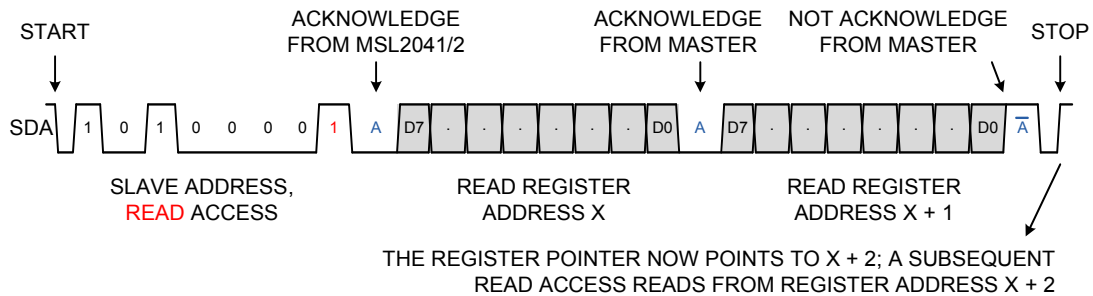 START
ACKNOWLEDGE
FROM MSL2041/2
ACKNOWLEDGE
FROM MASTER
NOT ACKNOWLEDGE
FROM MASTER
STOP
SDA 1 0 1 0 0 0 0 1 A D7 . . . . . . D0 A D7 . . . . . . D0 A̅
SLAVE ADDRESS,
READ ACCESS
READ REGISTER
ADDRESS X
READ REGISTER
ADDRESS X + 1
THE REGISTER POINTER NOW POINTS TO X + 2; A SUBSEQUENT
READ ACCESS READS FROM REGISTER ADDRESS X + 2